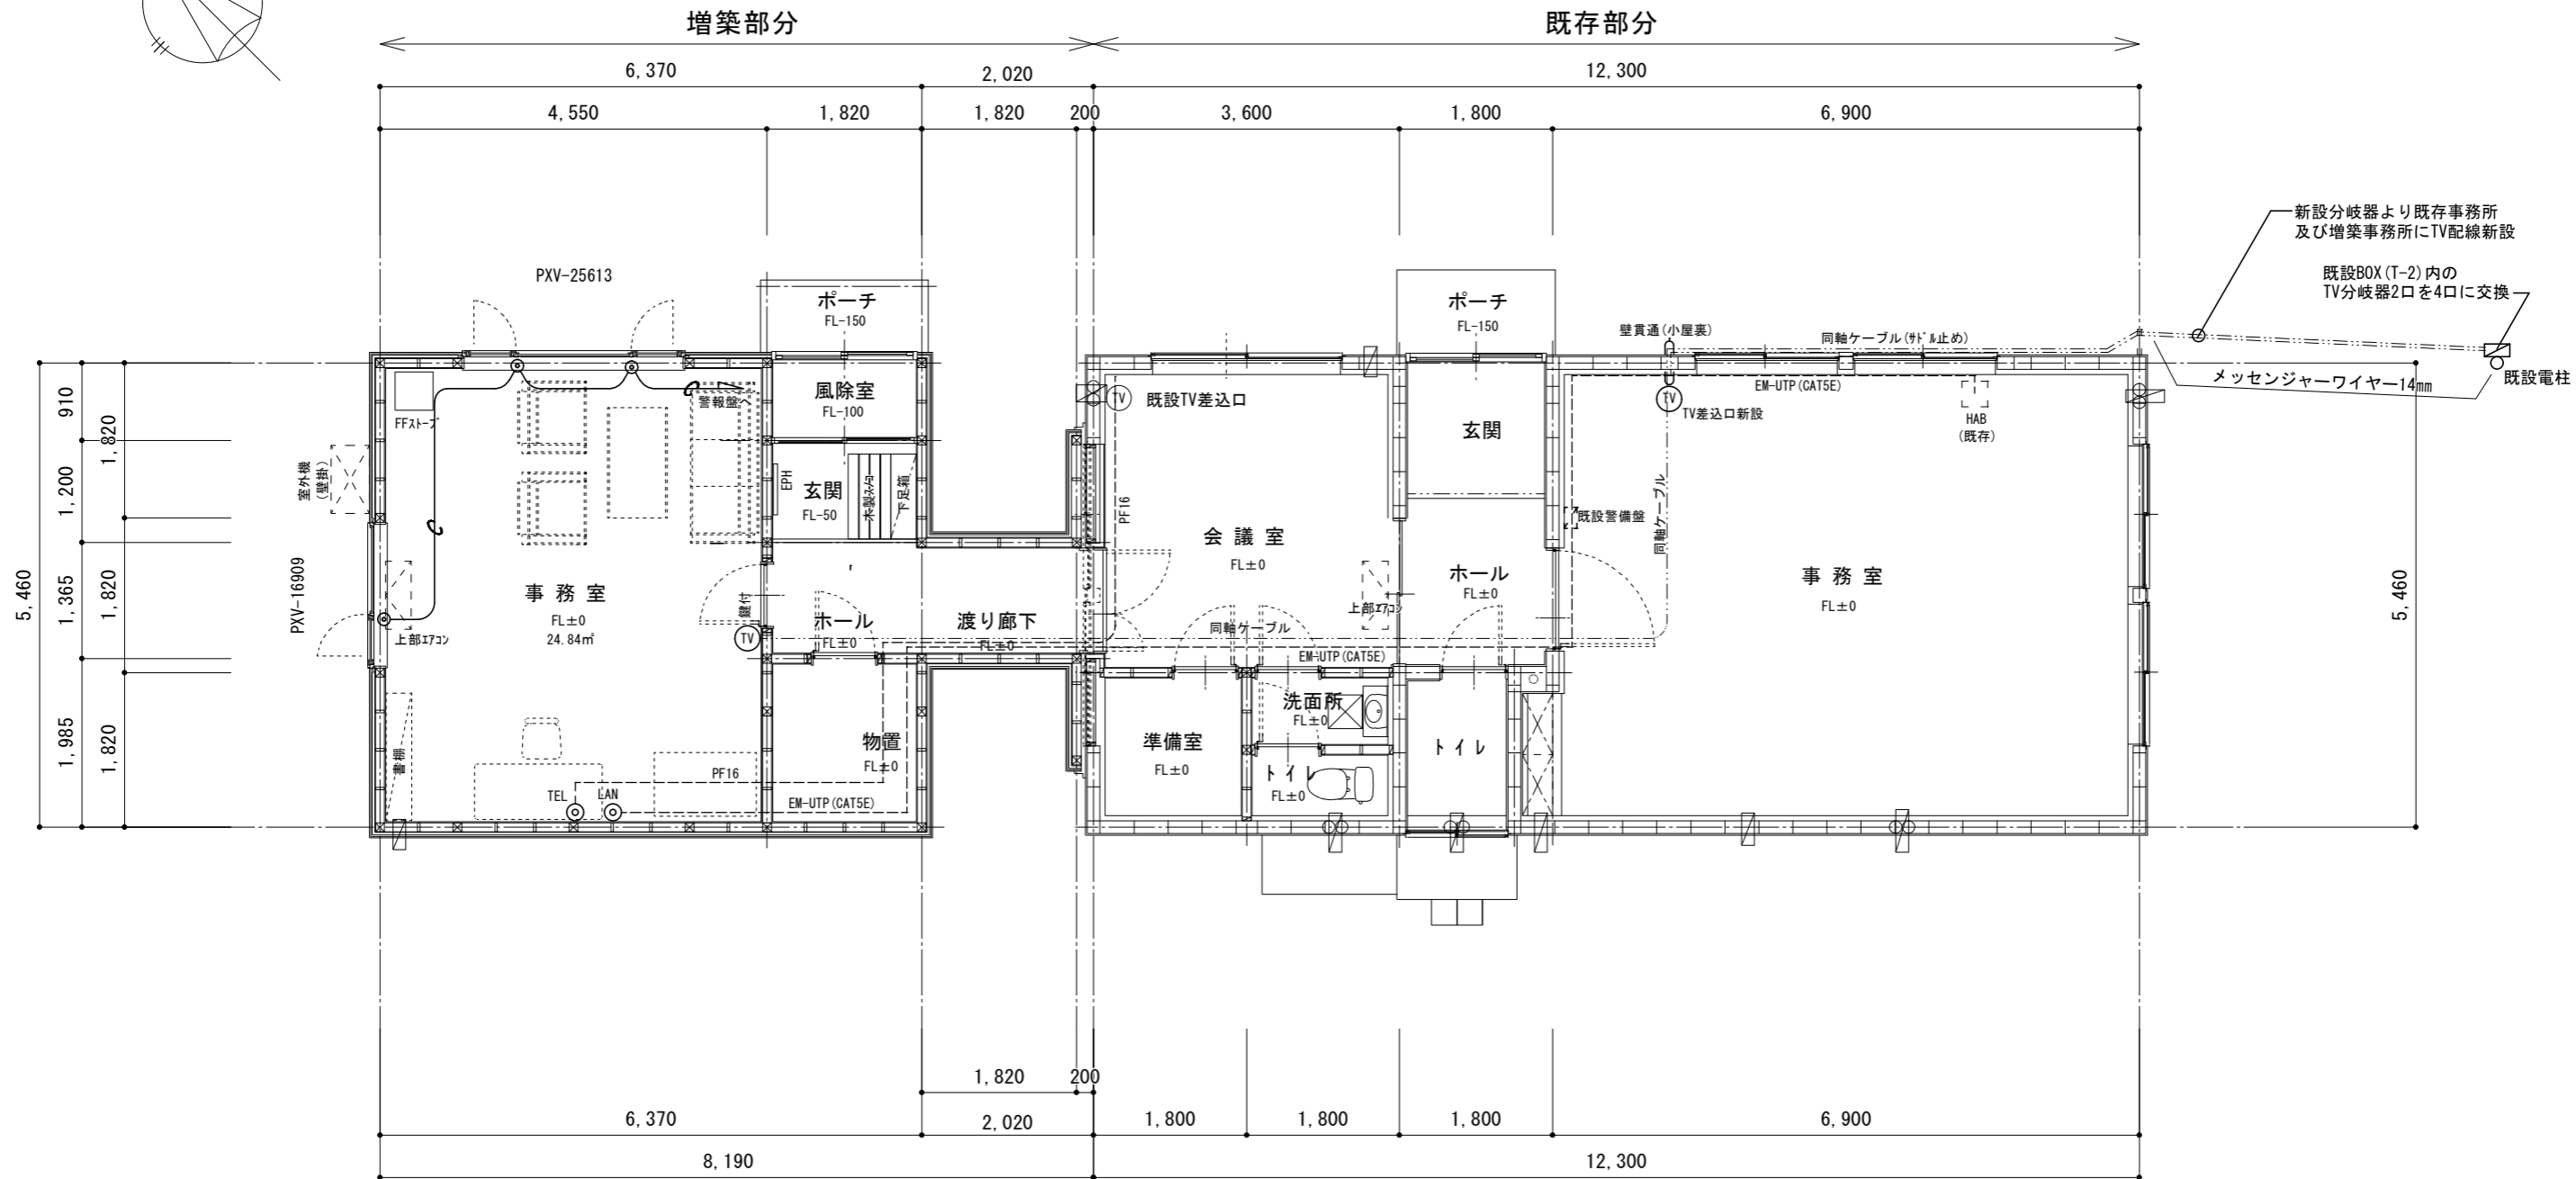 増築部分
既存部分
6,370
2,020
12,300
4,550
1,820
1,820
200
3,600
1,800
6,900
新設分岐器より既存事務所
及び増築事務所にTV配線新設
既設BOX(T-2)内の
TV分岐器2口を4口に交換
PXV-25613
ポーチ
FL-150
ポーチ
FL-150
壁貫通(小屋裏)
同軸ケーブル(ｻﾄﾞﾙ止め)
メッセンジャーワイヤー14mm
既設電柱
FFｽﾄｰﾌﾞ
警報盤へ
風除室
FL-100
TV
既設TV差込口
玄関
EM-UTP(CAT5E)
TV
TV差込口新設
HAB
(既存)
910
1,820
1,200
1,365
1,820
1,985
1,820
5,460
室外機
(壁掛)
PXV-16909
EPH
玄関
FL-50
木製ｽﾉｺ
下足箱
PF16
会議室
FL±0
既設警備盤
同軸ケーブル
事務室
FL±0
24.84㎡
上部ｴｱｺﾝ
鍵付
TV
ホール
FL±0
渡り廊下
FL±0
上部ｴｱｺﾝ
ホール
FL±0
事務室
FL±0
5,460
同軸ケーブル
EM-UTP(CAT5E)
書棚
TEL
LAN
PF16
EM-UTP(CAT5E)
物置
FL±0
準備室
FL±0
洗面所
FL±0
トイレ
FL±0
トイレ
1,820
200
6,370
2,020
1,800
1,800
1,800
6,900
8,190
12,300